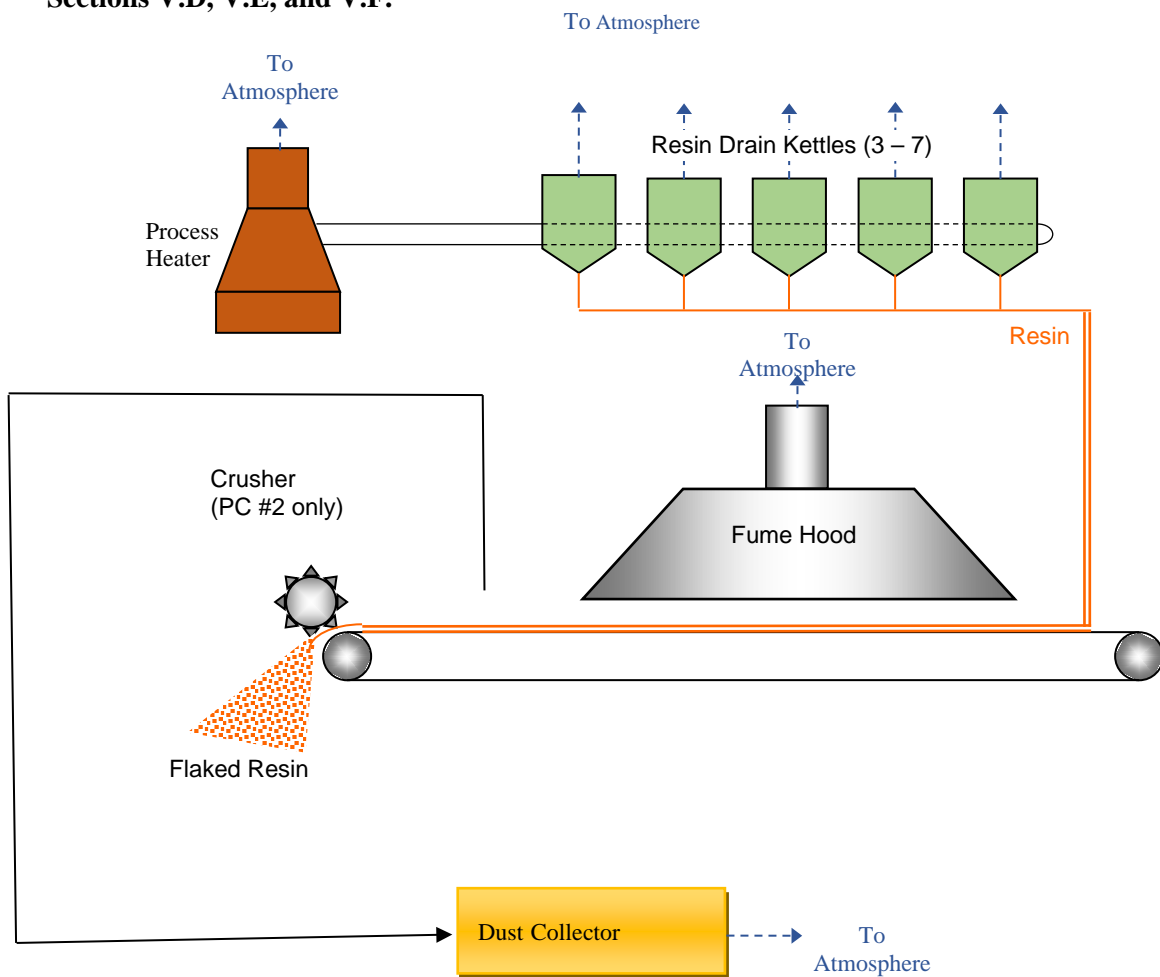 Sections V.D, V.E, and V.F.
To Atmosphere
To
Atmosphere
Resin Drain Kettles (3 – 7)
Process
Heater
Resin
To
Atmosphere
Crusher
(PC #2 only)
Fume Hood
Flaked Resin
Dust Collector
To
Atmosphere